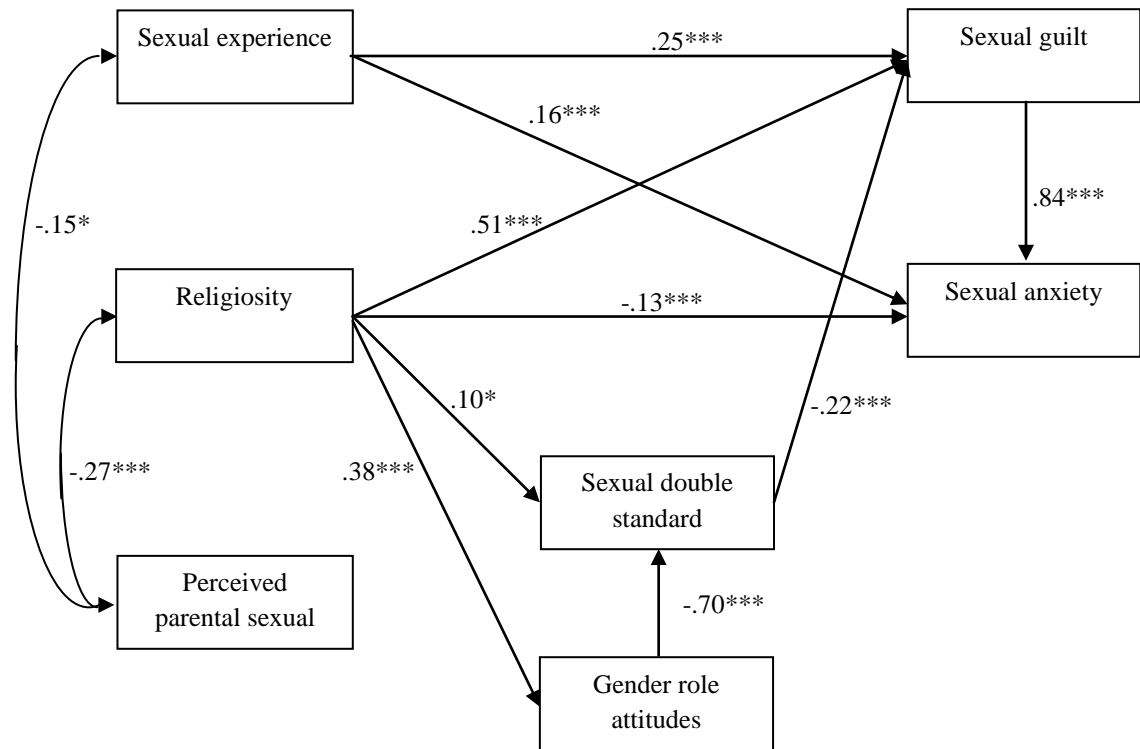 Sexual experience
Sexual guilt
.25***
.16***
.51***
.84***
-.15*
Religiosity
Sexual anxiety
-.13***
.10*
-.22***
-.27***
.38***
Sexual double
standard
Perceived
parental sexual
-.70***
Gender role
attitudes